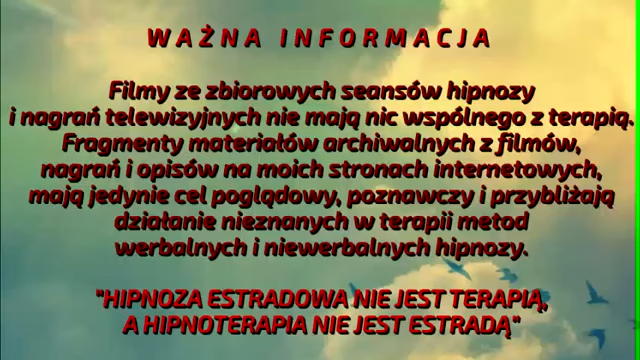 WAŻNA INFORMACJA
Filmy ze zbiorowych seansów hipnozy
i nagrań telewizyjnych nie mają nic wspólnego z terapią.
Fragmenty materiałów archiwalnych z filmów,
nagrań i opisów na moich stronach internetowych,
mają jedynie cel poglądowy, poznawczy i przybliżają
działanie nieznanych w terapii metod
werbalnych i niewerbalnych hipnozy.
"HIPNOZA ESTRADOWA NIE JEST TERAPIĄ,
A HIPNOTERAPIA NIE JEST ESTRADĄ"